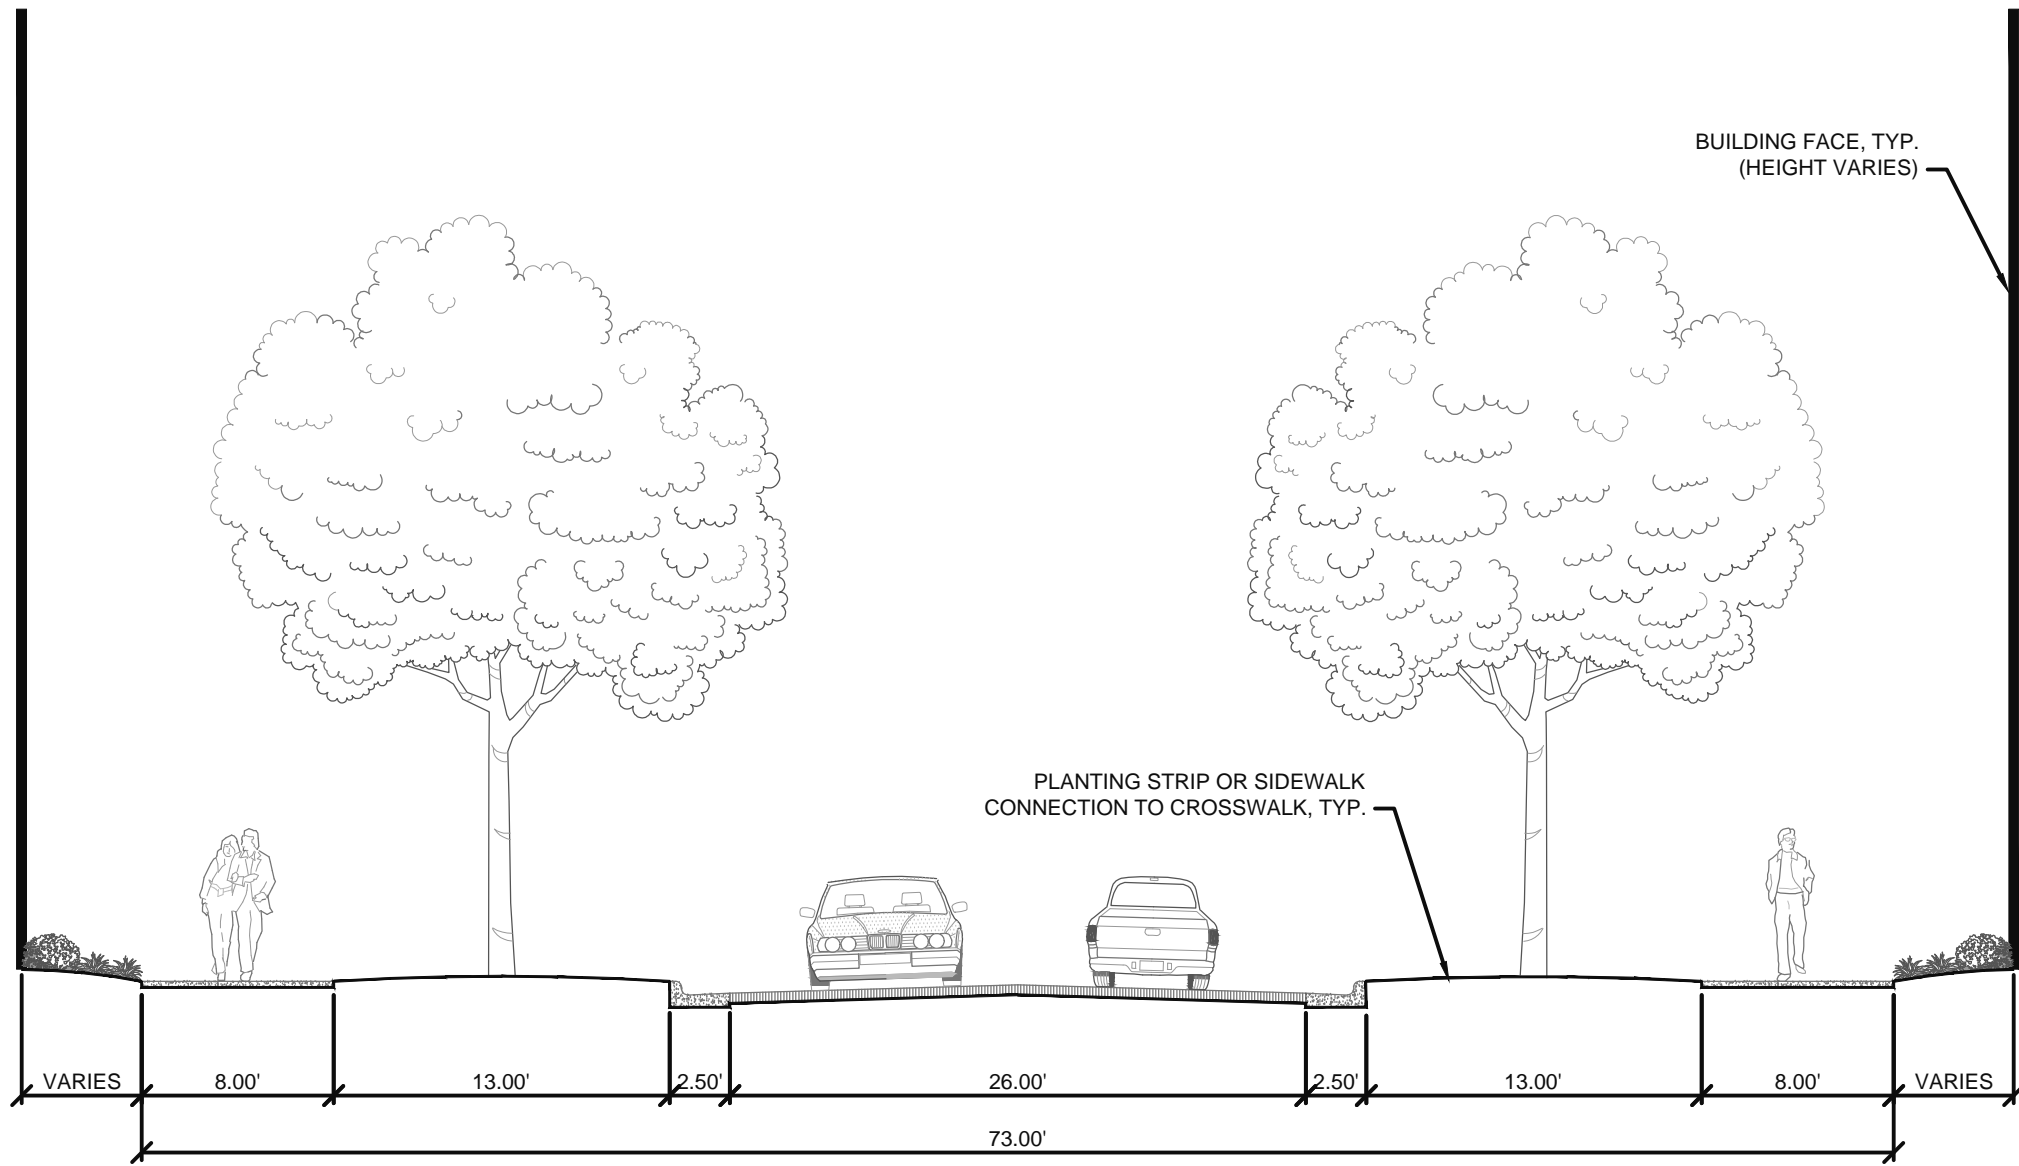 BUILDING FACE, TYP.
(HEIGHT VARIES)
PLANTING STRIP OR SIDEWALK
CONNECTION TO CROSSWALK, TYP.
VARIES 8.00' 13.00' 2.50' 26.00' 2.50' 13.00' 8.00' VARIES
73.00'